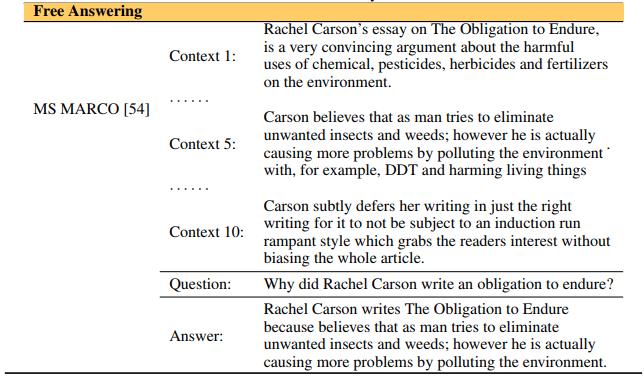 Free Answering
Context 1: Rachel Carson's essay on The Obligation to Endure,
is a very convincing argument about the harmful
uses of chemical, pesticides, herbicides and fertilizers
on the environment.
......
MS MARCO [54]
Context 5: Carson believes that as man tries to eliminate
unwanted insects and weeds; however he is actually
causing more problems by polluting the environment
with, for example, DDT and harming living things
......
Context 10: Carson subtly defers her writing in just the right
writing for it to not be subject to an induction run
rampant style which grabs the readers interest without
biasing the whole article.
Question: Why did Rachel Carson write an obligation to endure?
Answer: Rachel Carson writes The Obligation to Endure
because believes that as man tries to eliminate
unwanted insects and weeds; however he is actually
causing more problems by polluting the environment.